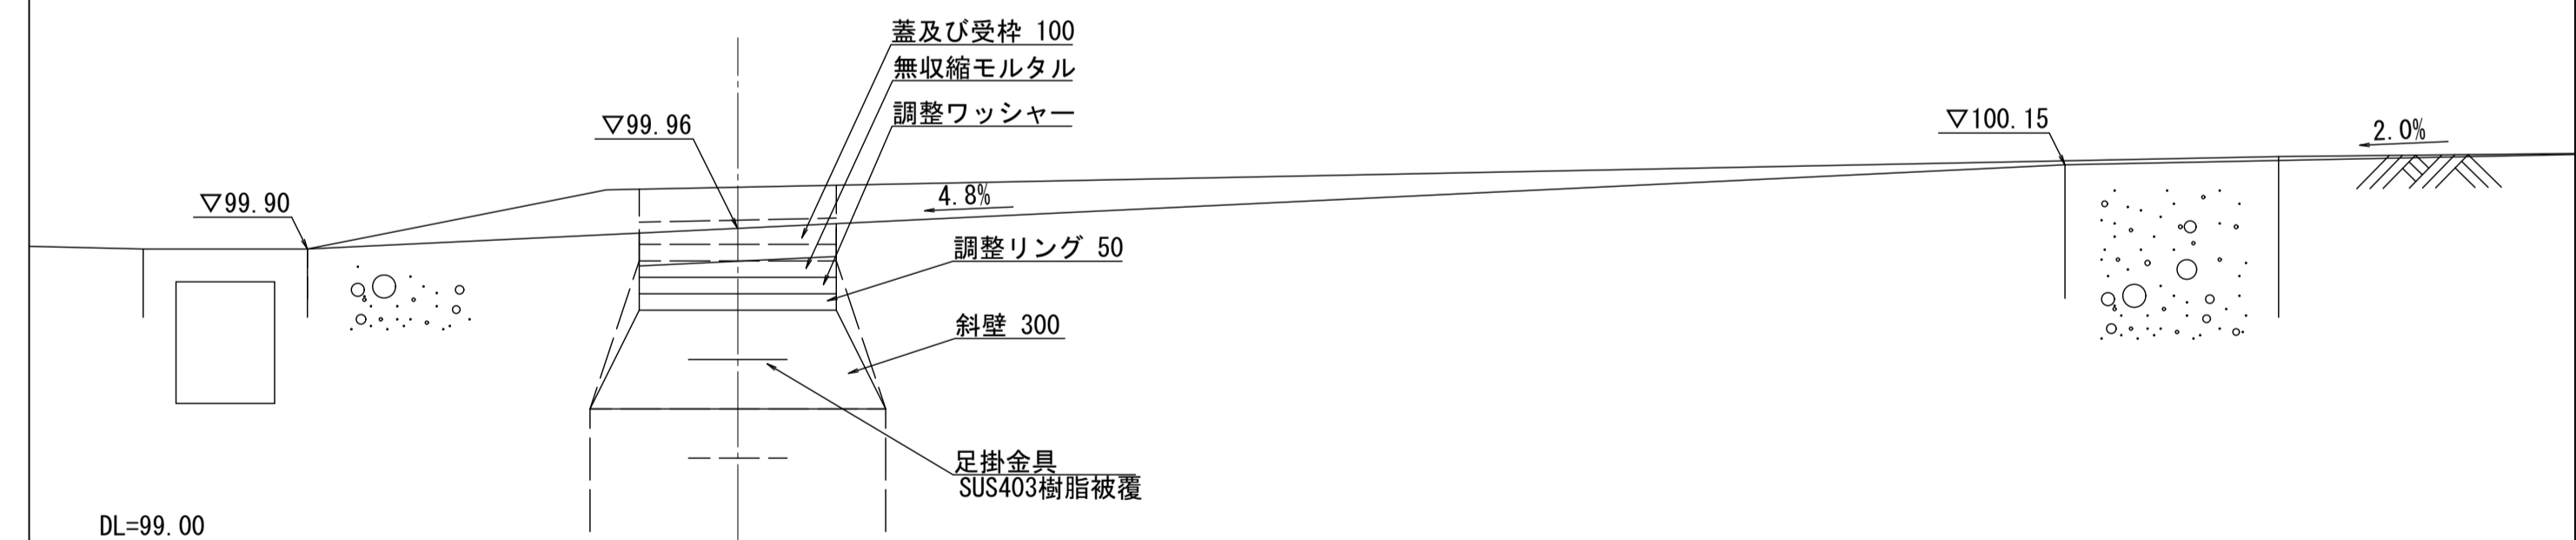 蓋及び受枠 100
無収縮モルタル
調整ワッシャー
▽99.96
▽100.15
2.0%
▽99.90
4.8%
調整リング 50
斜壁 300
足掛金具
SUS403樹脂被覆
DL=99.00